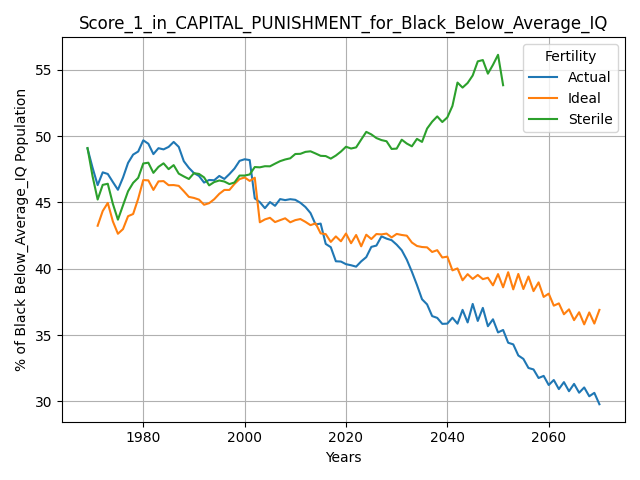 Score_1_in_CAPITAL_PUNISHMENT_for_Black_Below_Average_IQ
Fertility
Actual
Ideal
Sterile
% of Black Below_Average_IQ Population
55
50
45
40
35
30
1980
2000
2020
2040
2060
Years